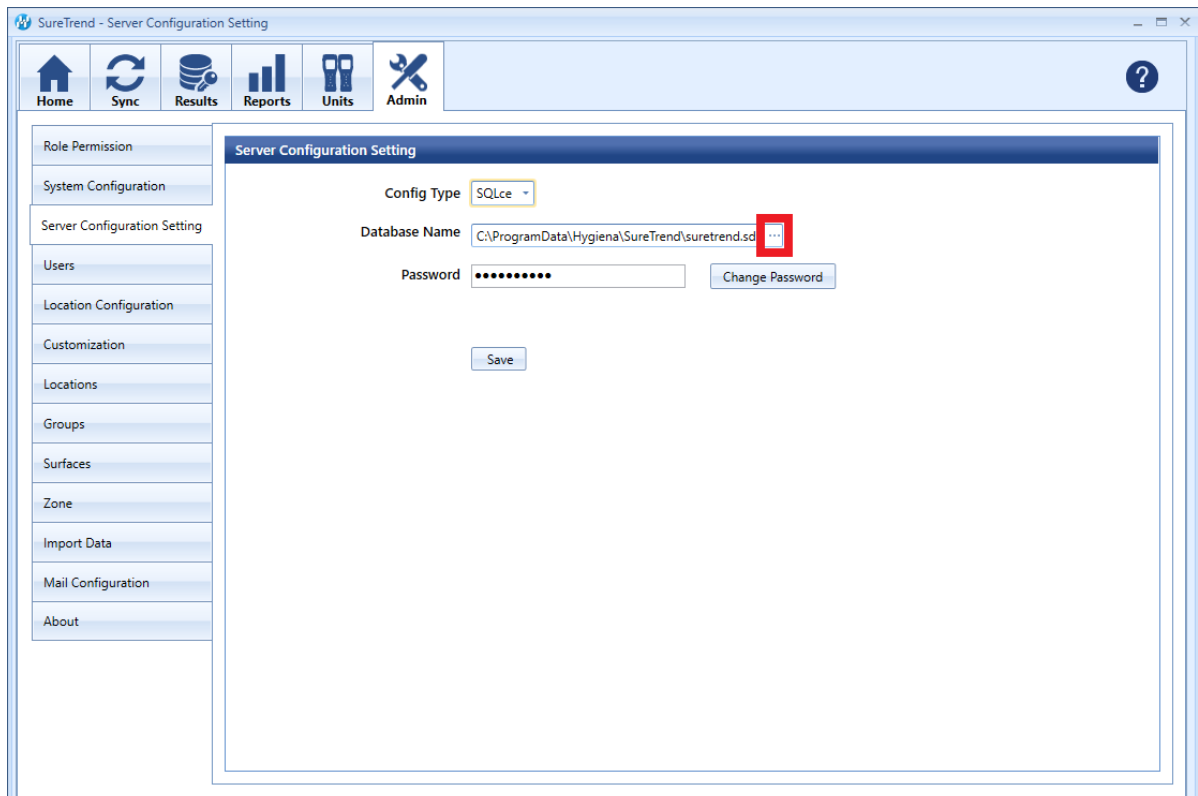 SureTrend - Server Configuration Setting
Home Sync Results Reports Units Admin ?
Role Permission
System Configuration
Server Configuration Setting
Users
Location Configuration
Customization
Locations
Groups
Surfaces
Zone
Import Data
Mail Configuration
About
Server Configuration Setting
Config Type SQLce
Database Name C:\ProgramData\Hygiena\SureTrend\suretrend.sd ...
Password ●●●●●●●●●● Change Password
Save